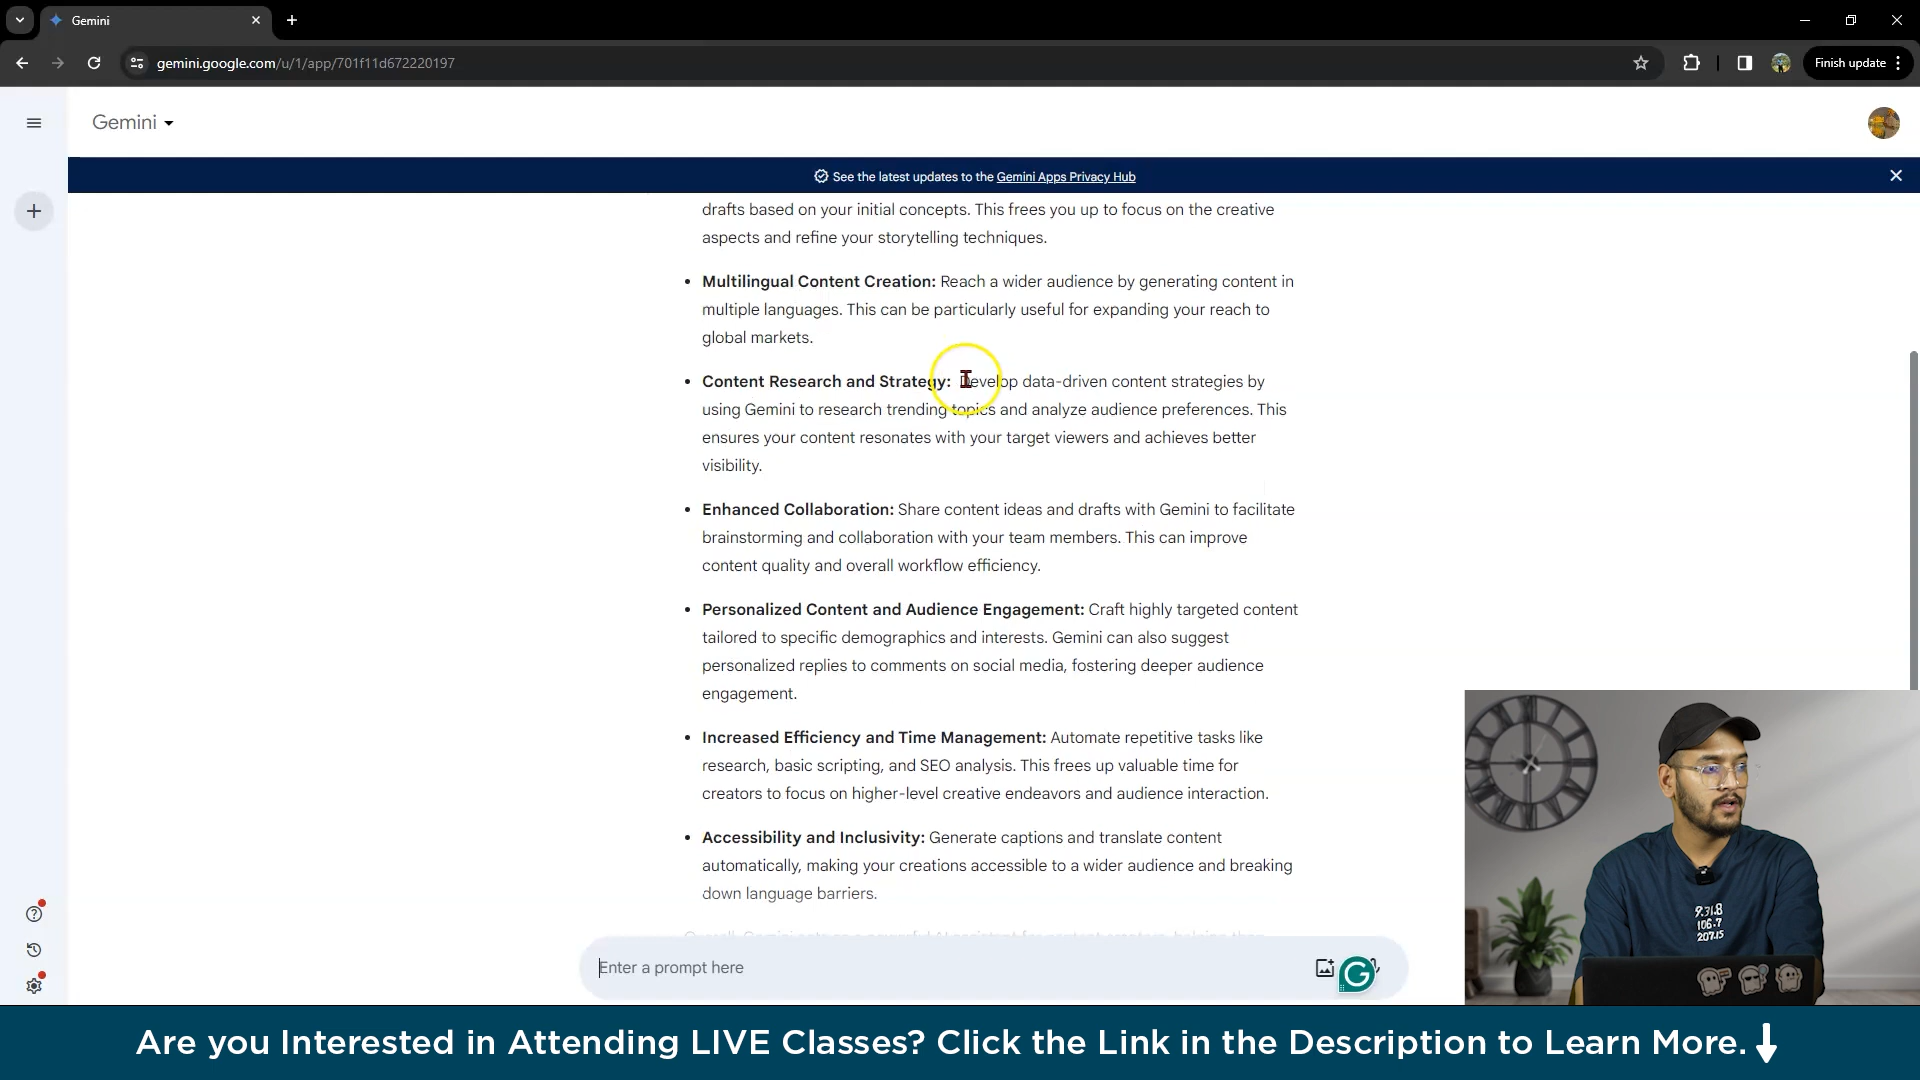 Gemini
gemini.google.com/u/1/app/701f11d672220197
Finish update
Gemini
See the latest updates to the Gemini Apps Privacy Hub
drafts based on your initial concepts. This frees you up to focus on the creative
aspects and refine your storytelling techniques.
• Multilingual Content Creation: Reach a wider audience by generating content in
multiple languages. This can be particularly useful for expanding your reach to
global markets.
• Content Research and Strategy: Develop data-driven content strategies by
using Gemini to research trending topics and analyze audience preferences. This
ensures your content resonates with your target viewers and achieves better
visibility.
• Enhanced Collaboration: Share content ideas and drafts with Gemini to facilitate
brainstorming and collaboration with your team members. This can improve
content quality and overall workflow efficiency.
• Personalized Content and Audience Engagement: Craft highly targeted content
tailored to specific demographics and interests. Gemini can also suggest
personalized replies to comments on social media, fostering deeper audience
engagement.
• Increased Efficiency and Time Management: Automate repetitive tasks like
research, basic scripting, and SEO analysis. This frees up valuable time for
creators to focus on higher-level creative endeavors and audience interaction.
• Accessibility and Inclusivity: Generate captions and translate content
automatically, making your creations accessible to a wider audience and breaking
down language barriers.
Enter a prompt here
Are you Interested in Attending LIVE Classes? Click the Link in the Description to Learn More.